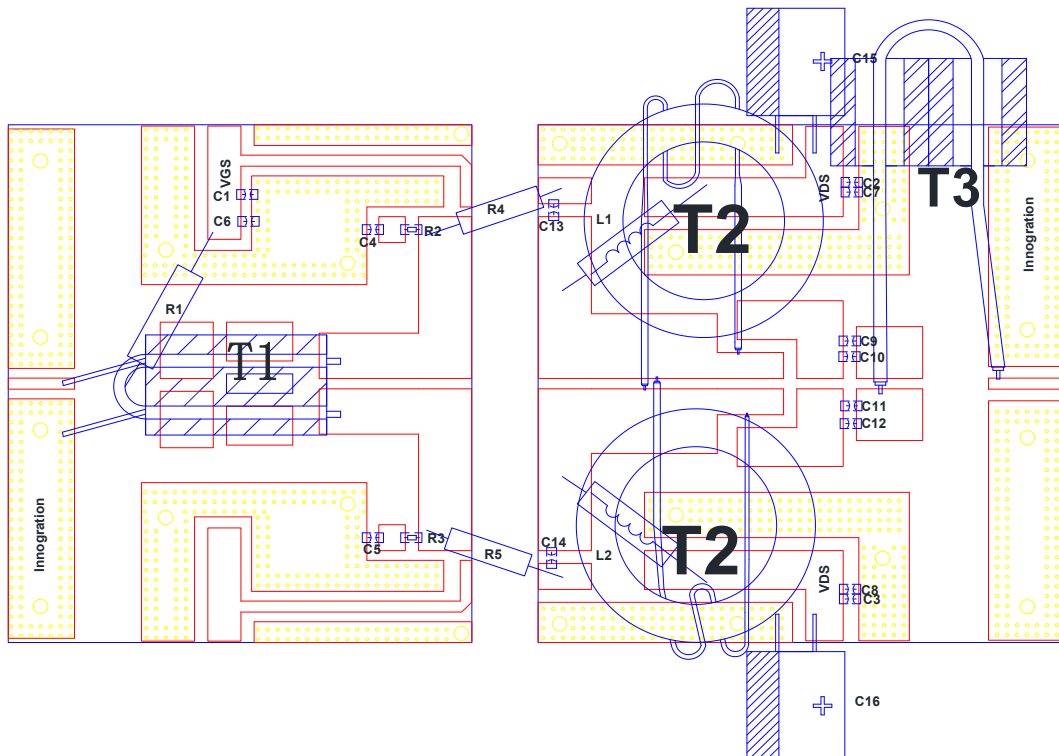 C15
T3
VGS
C1
C6
C4
R2
R4
C13
L1
T2
VDS
C2
C7
Innogration
R1
T1
C9
C10
C11
C12
Innogration
C5
R3
R5
C14
L2
T2
VDS
C8
C3
C16